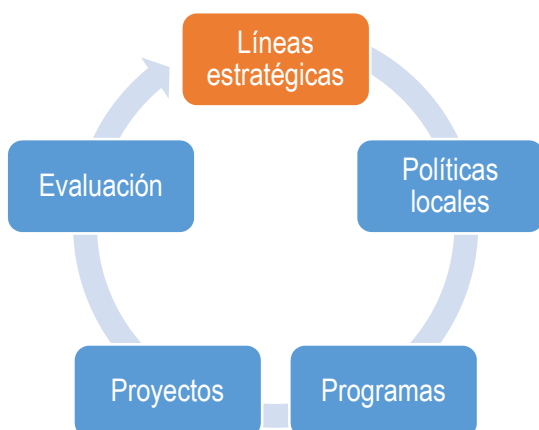 Líneas
estratégicas
Políticas
locales
Programas
Proyectos
Evaluación